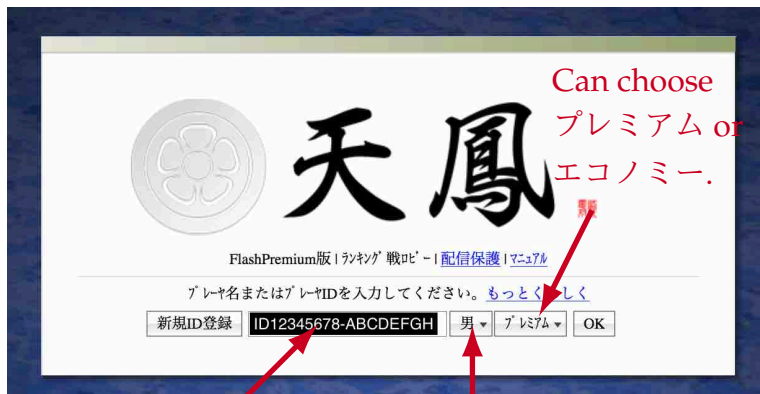 天鳳
Can choose
プレミアム or
エコノミー.
FlashPremium版 | ﾗﾝｷﾝｸﾞ戦ﾛﾋﾞｰ | 配信保護 | ﾏﾆｭｱﾙ
ﾌﾟﾚｰﾔ名またはﾌﾟﾚｰﾔIDを入力してください。もっとくしく
新規ID登録 ID12345678-ABCDEFGH 男 ﾌﾟﾚﾐｱﾑ OK